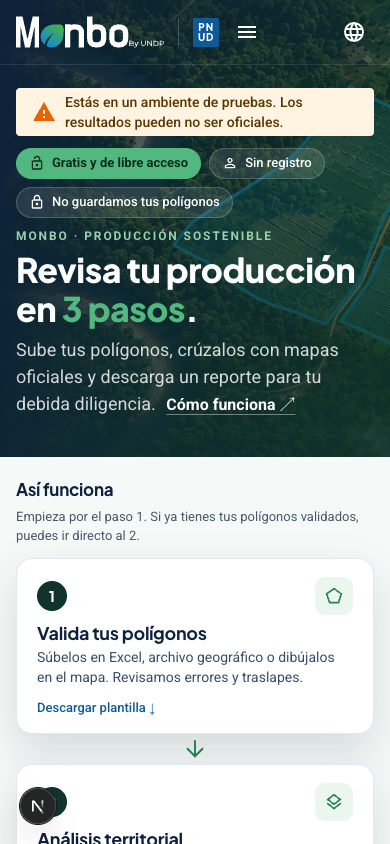 Monbo By UNDP
PN
UD
Estás en un ambiente de pruebas. Los
resultados pueden no ser oficiales.
Gratis y de libre acceso
Sin registro
No guardamos tus polígonos
MONBO · PRODUCCIÓN SOSTENIBLE
Revisa tu producción
en 3 pasos.
Sube tus polígonos, crúzalos con mapas
oficiales y descarga un reporte para tu
debida diligencia. Cómo funciona ↗
Así funciona
Empieza por el paso 1. Si ya tienes tus polígonos validados,
puedes ir directo al 2.
1
Valida tus polígonos
Súbelos en Excel, archivo geográfico o dibújalos
en el mapa. Revisamos errores y traslapes.
Descargar plantilla ↓
N
Análisis territorial